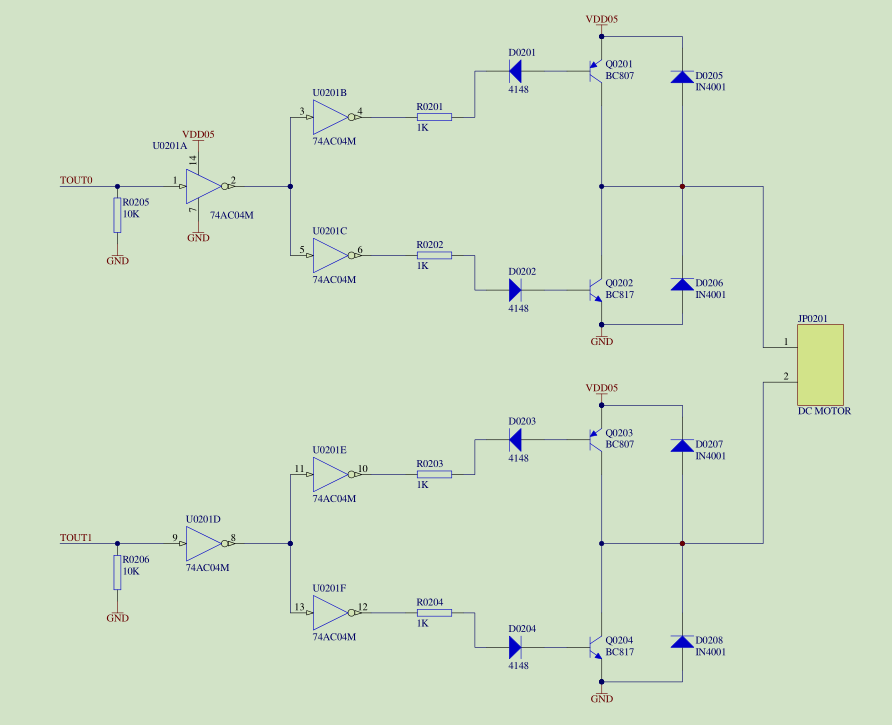 VDD05
D0201
4148
Q0201
BC807
D0205
IN4001
U0201B
3
4
74AC04M
R0201
1K
VDD05
U0201A
14
1
2
7
74AC04M
GND
TOUT0
R0205
10K
GND
U0201C
5
6
74AC04M
R0202
1K
D0202
4148
Q0202
BC817
D0206
IN4001
GND
JP0201
1
2
DC MOTOR
VDD05
D0203
4148
Q0203
BC807
D0207
IN4001
U0201E
11
10
74AC04M
R0203
1K
U0201D
9
8
74AC04M
TOUT1
R0206
10K
GND
U0201F
13
12
74AC04M
R0204
1K
D0204
4148
Q0204
BC817
D0208
IN4001
GND